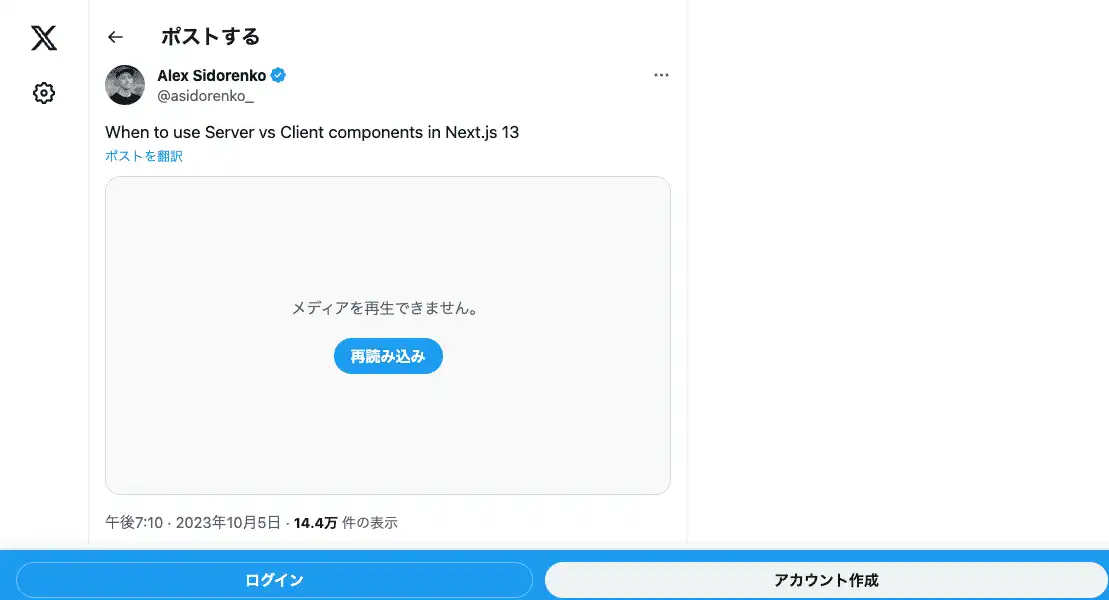 ポストする
Alex Sidorenko
@asidorenko_
When to use Server vs Client components in Next.js 13
ポストを翻訳
メディアを再生できません。
再読み込み
午後7:10 · 2023年10月5日 · 14.4万 件の表示
ログイン
アカウント作成